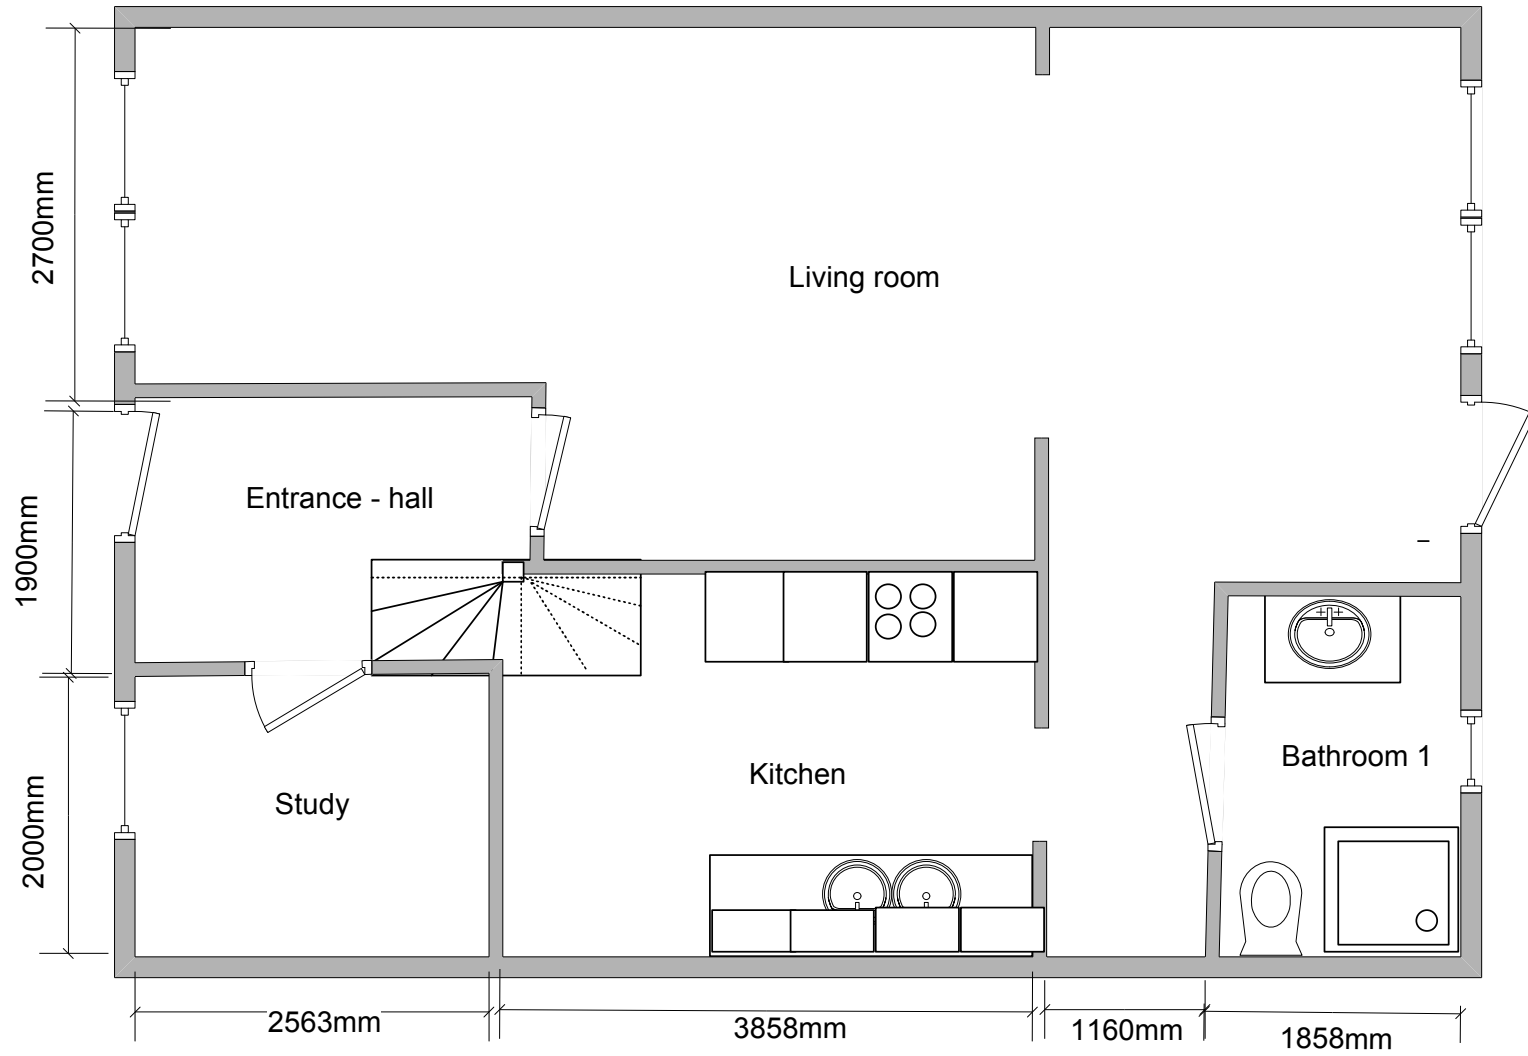 2700mm
Living room
Entrance - hall
1900mm
Kitchen
Bathroom 1
Study
2000mm
2563mm
3858mm
1160mm
1858mm